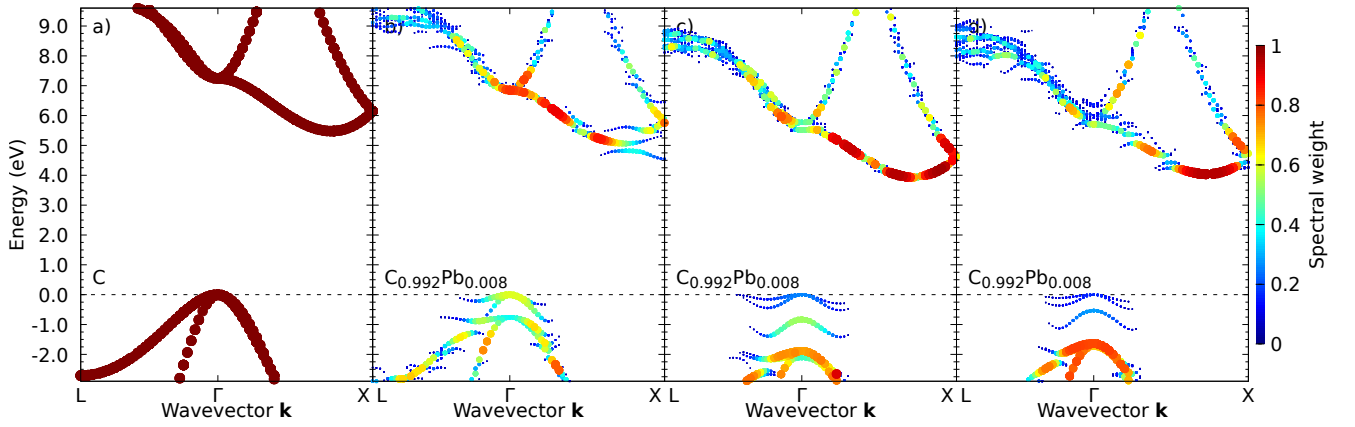 a) b) c) d)
9.0
8.0
7.0
6.0
5.0
4.0
3.0
2.0
1.0
0.0
-1.0
-2.0
Energy (eV)
C
C0.992Pb0.008
C0.992Pb0.008
C0.992Pb0.008
L Γ X L Γ X L Γ X L Γ X
Wavevector k
Wavevector k
Wavevector k
Wavevector k
1
0.8
0.6
0.4
0.2
0
Spectral weight